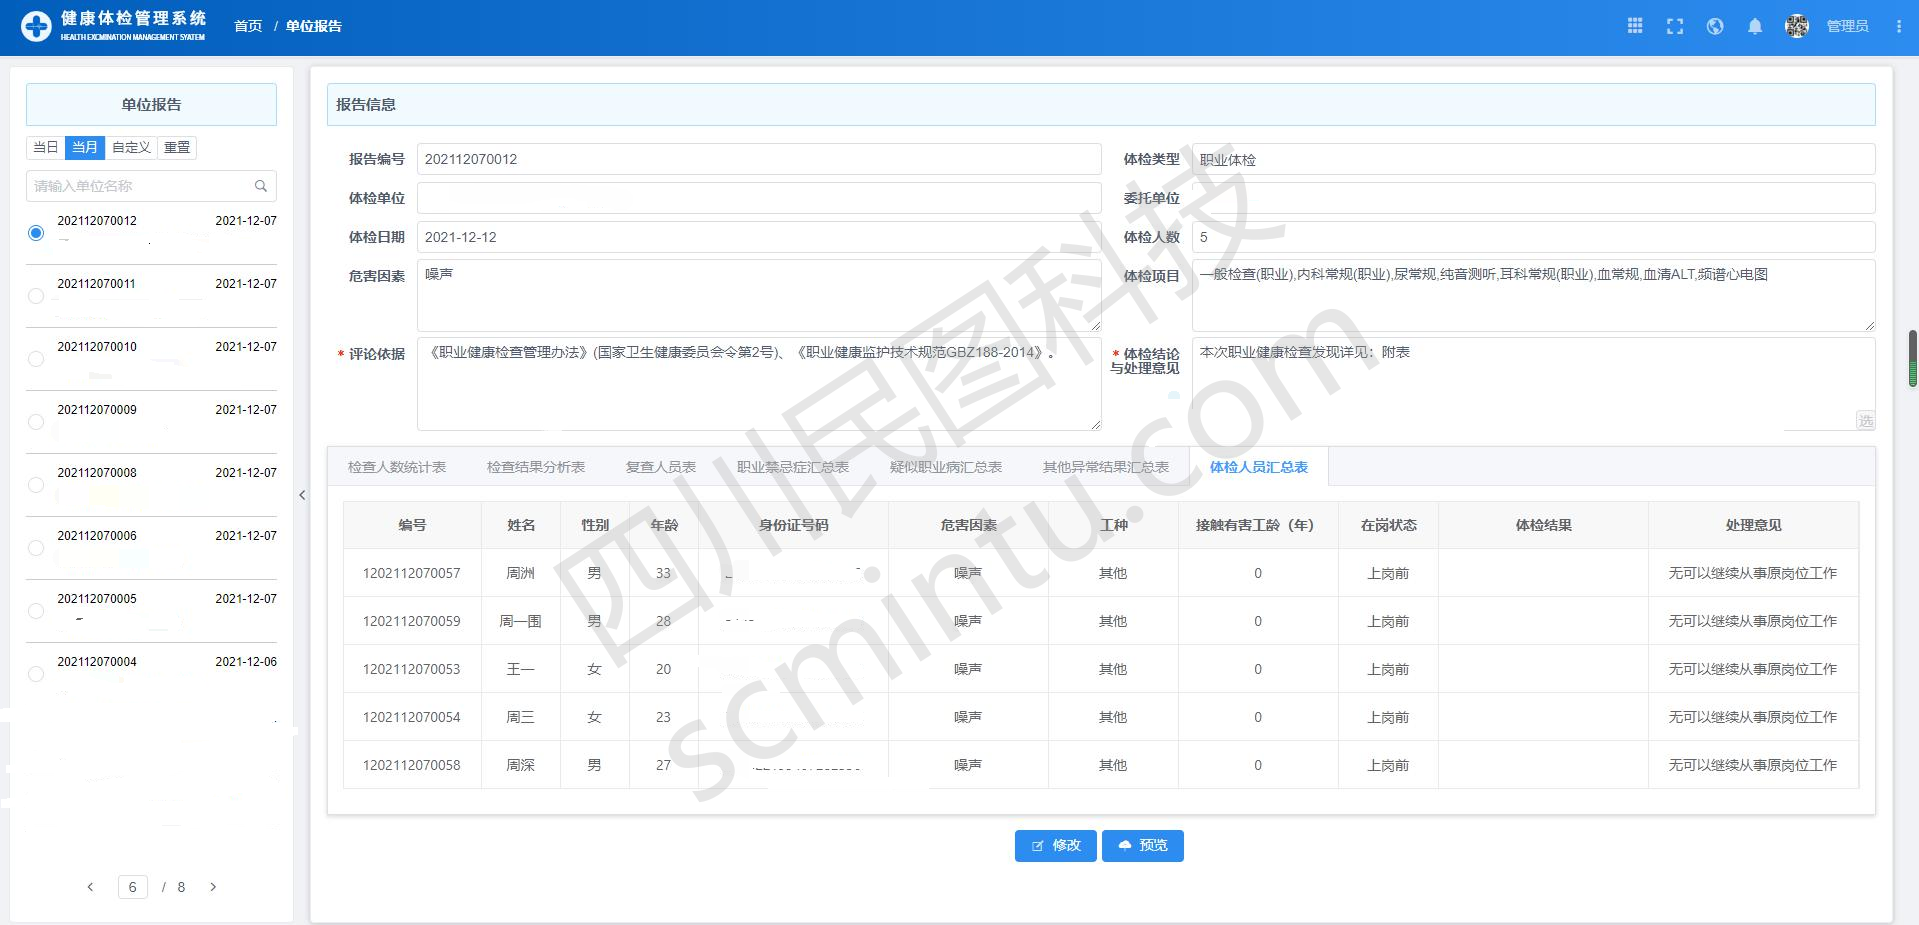 健康体检管理系统
HEALTH EXCMINATION MANAGEMENT SYATEM
首页 / 单位报告
管理员
单位报告
当日 当月 自定义 重置
请输入单位名称
202112070012 2021-12-07
202112070011 2021-12-07
202112070010 2021-12-07
202112070009 2021-12-07
202112070008 2021-12-07
202112070006 2021-12-07
202112070005 2021-12-07
202112070004 2021-12-06
6 / 8
报告信息
报告编号 202112070012 体检类型 职业体检
体检单位 委托单位
体检日期 2021-12-12 体检人数 5
危害因素 噪声 体检项目 一般检查(职业),内科常规(职业),尿常规,纯音测听,耳科常规(职业),血常规,血清ALT,频谱心电图
* 评论依据 《职业健康检查管理办法》(国家卫生健康委员会令第2号)、《职业健康监护技术规范GBZ188-2014》。
* 体检结论 本次职业健康检查发现详见：附表
与处理意见
选
检查人数统计表 检查结果分析表 复查人员表 职业禁忌症汇总表 疑似职业病汇总表 其他异常结果汇总表 体检人员汇总表
编号 姓名 性别 年龄 身份证号码 危害因素 工种 接触有害工龄（年） 在岗状态 体检结果 处理意见
1202112070057 周洲 男 33 噪声 其他 0 上岗前 无可以继续从事原岗位工作
1202112070059 周一围 男 28 噪声 其他 0 上岗前 无可以继续从事原岗位工作
1202112070053 王一 女 20 噪声 其他 0 上岗前 无可以继续从事原岗位工作
1202112070054 周三 女 23 噪声 其他 0 上岗前 无可以继续从事原岗位工作
1202112070058 周深 男 27 噪声 其他 0 上岗前 无可以继续从事原岗位工作
修改 预览
四川民图科技
scmintu.com